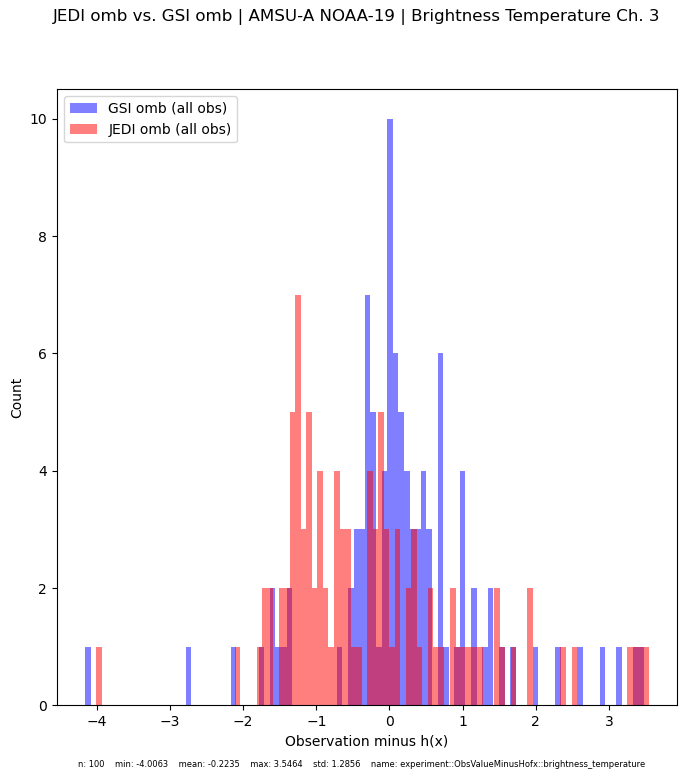 JEDI omb vs. GSI omb | AMSU-A NOAA-19 | Brightness Temperature Ch. 3
GSI omb (all obs)
JEDI omb (all obs)
10
8
6
4
2
0
Count
−4 −3 −2 −1 0 1 2 3
Observation minus h(x)
n: 100 min: -4.0063 mean: -0.2235 max: 3.5464 std: 1.2856 name: experiment::ObsValueMinusHofx::brightness_temperature